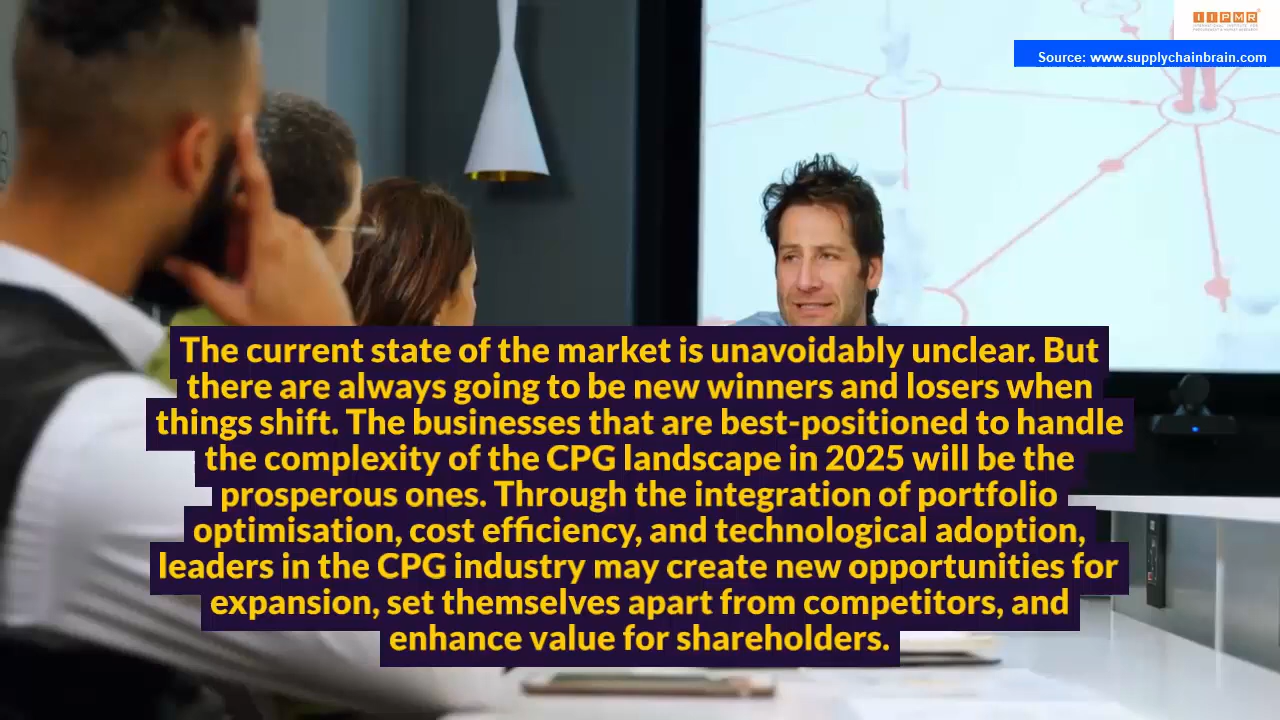 IIPMR
Source: www.supplychainbrain.com
The current state of the market is unavoidably unclear. But
there are always going to be new winners and losers when
things shift. The businesses that are best-positioned to handle
the complexity of the CPG landscape in 2025 will be the
prosperous ones. Through the integration of portfolio
optimisation, cost efficiency, and technological adoption,
leaders in the CPG industry may create new opportunities for
expansion, set themselves apart from competitors, and
enhance value for shareholders.